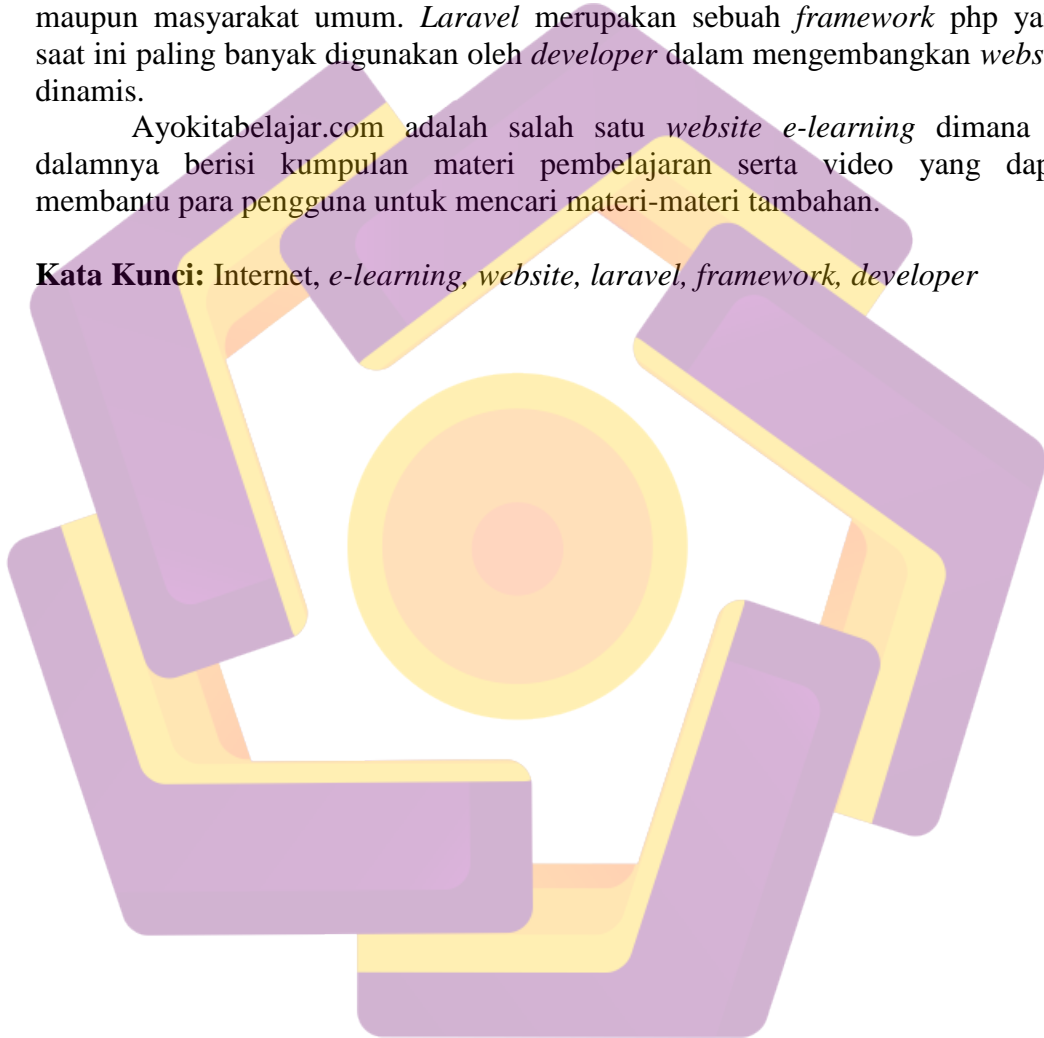 maupun masyarakat umum. Laravel merupakan sebuah framework php ya
saat ini paling banyak digunakan oleh developer dalam mengembangkan webs
dinamis.
Ayokitabelajar.com adalah salah satu website e-learning dimana
dalamnya berisi kumpulan materi pembelajaran serta video yang dap
membantu para pengguna untuk mencari materi-materi tambahan.
Kata Kunci: Internet, e-learning, website, laravel, framework, developer